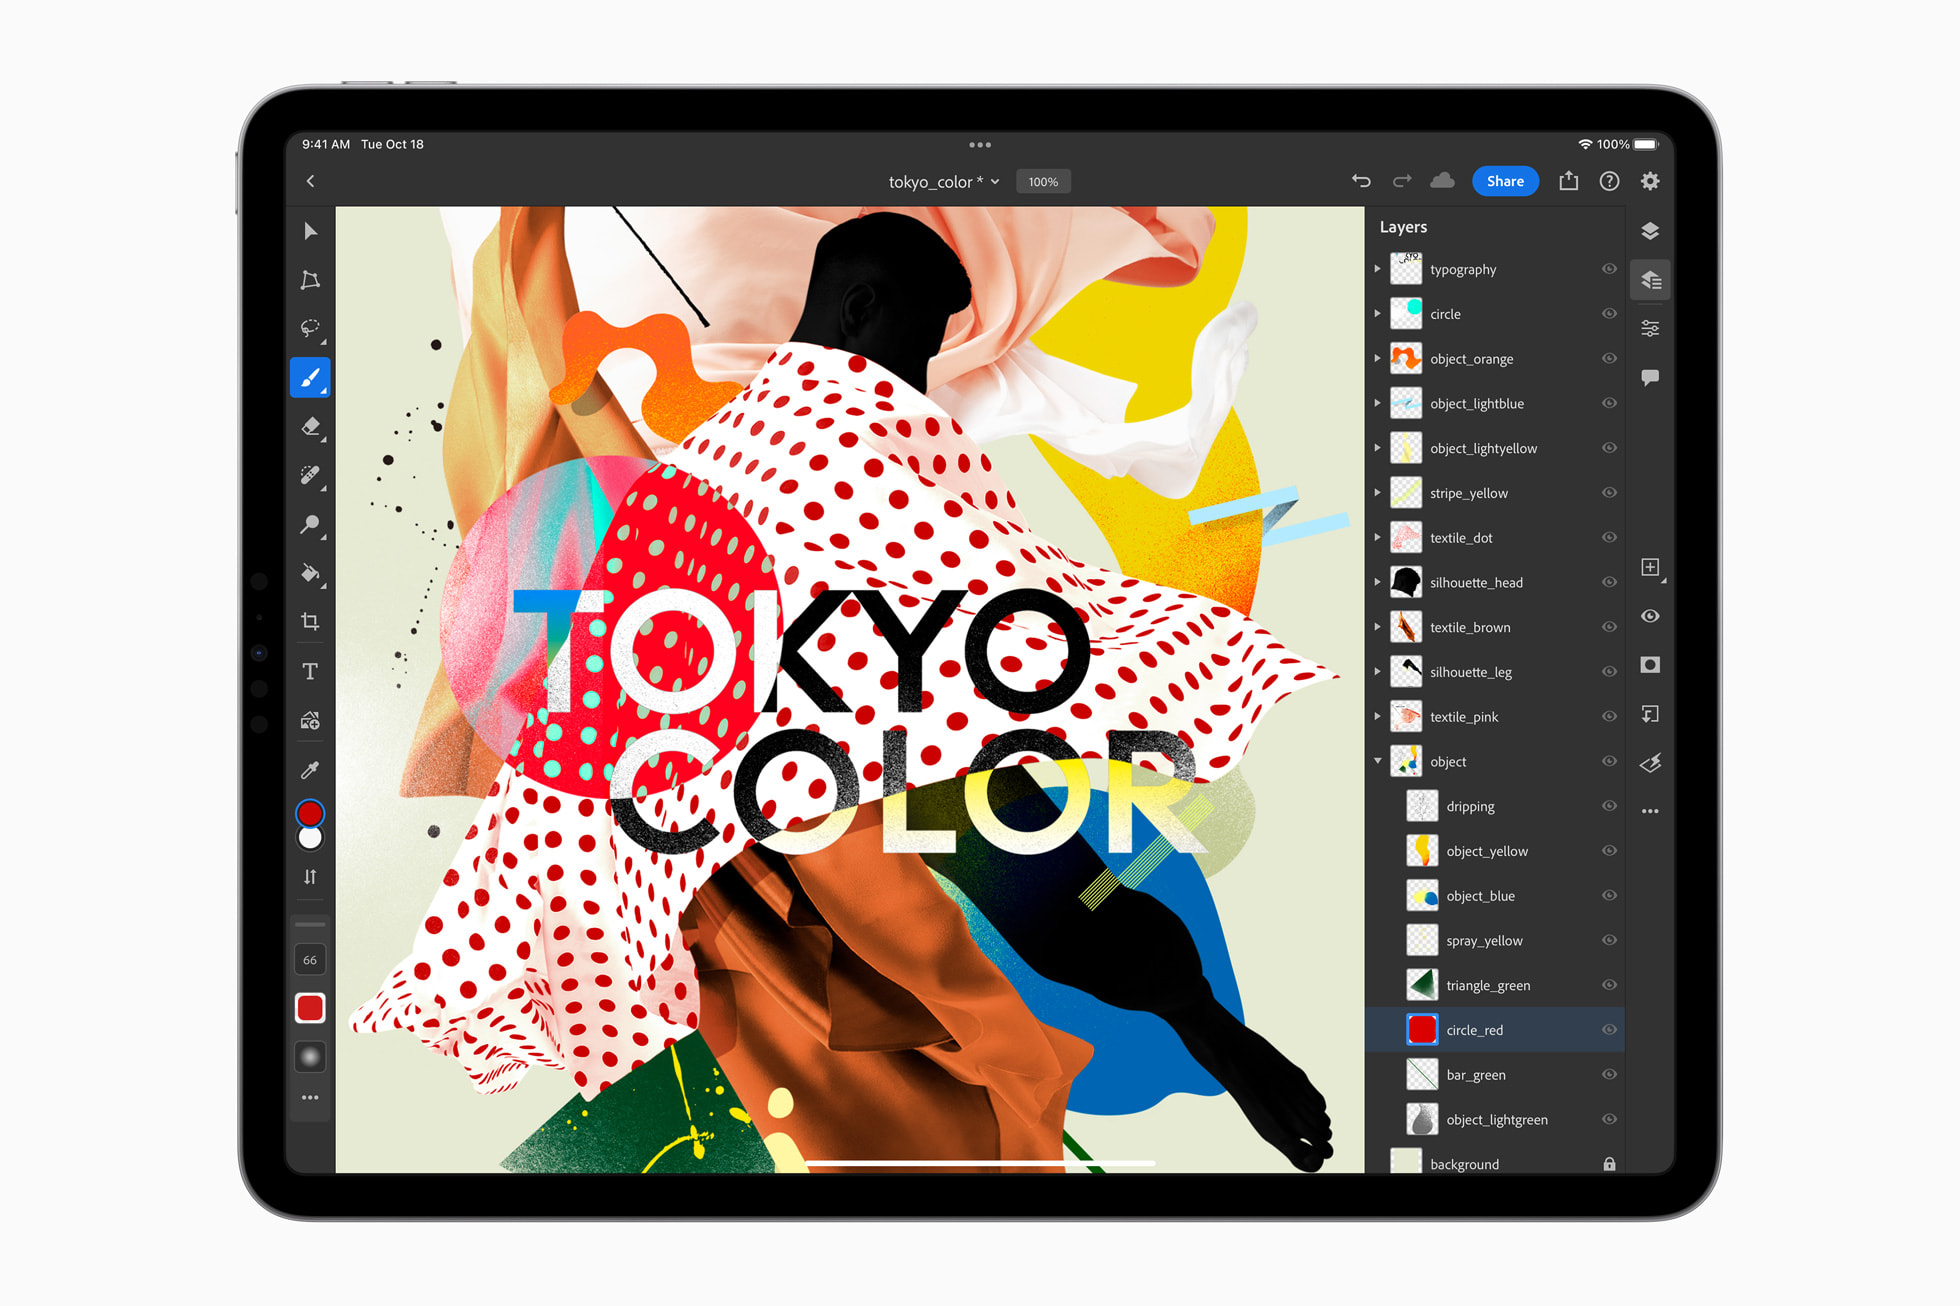 9:41 AM Tue Oct 18
100%
tokyo_color *
100%
Share
Layers
typography
circle
object_orange
object_lightblue
object_lightyellow
stripe_yellow
textile_dot
silhouette_head
textile_brown
silhouette_leg
textile_pink
object
dripping
object_yellow
object_blue
spray_yellow
triangle_green
circle_red
bar_green
object_lightgreen
background
T
66
TOKYO
COLOR